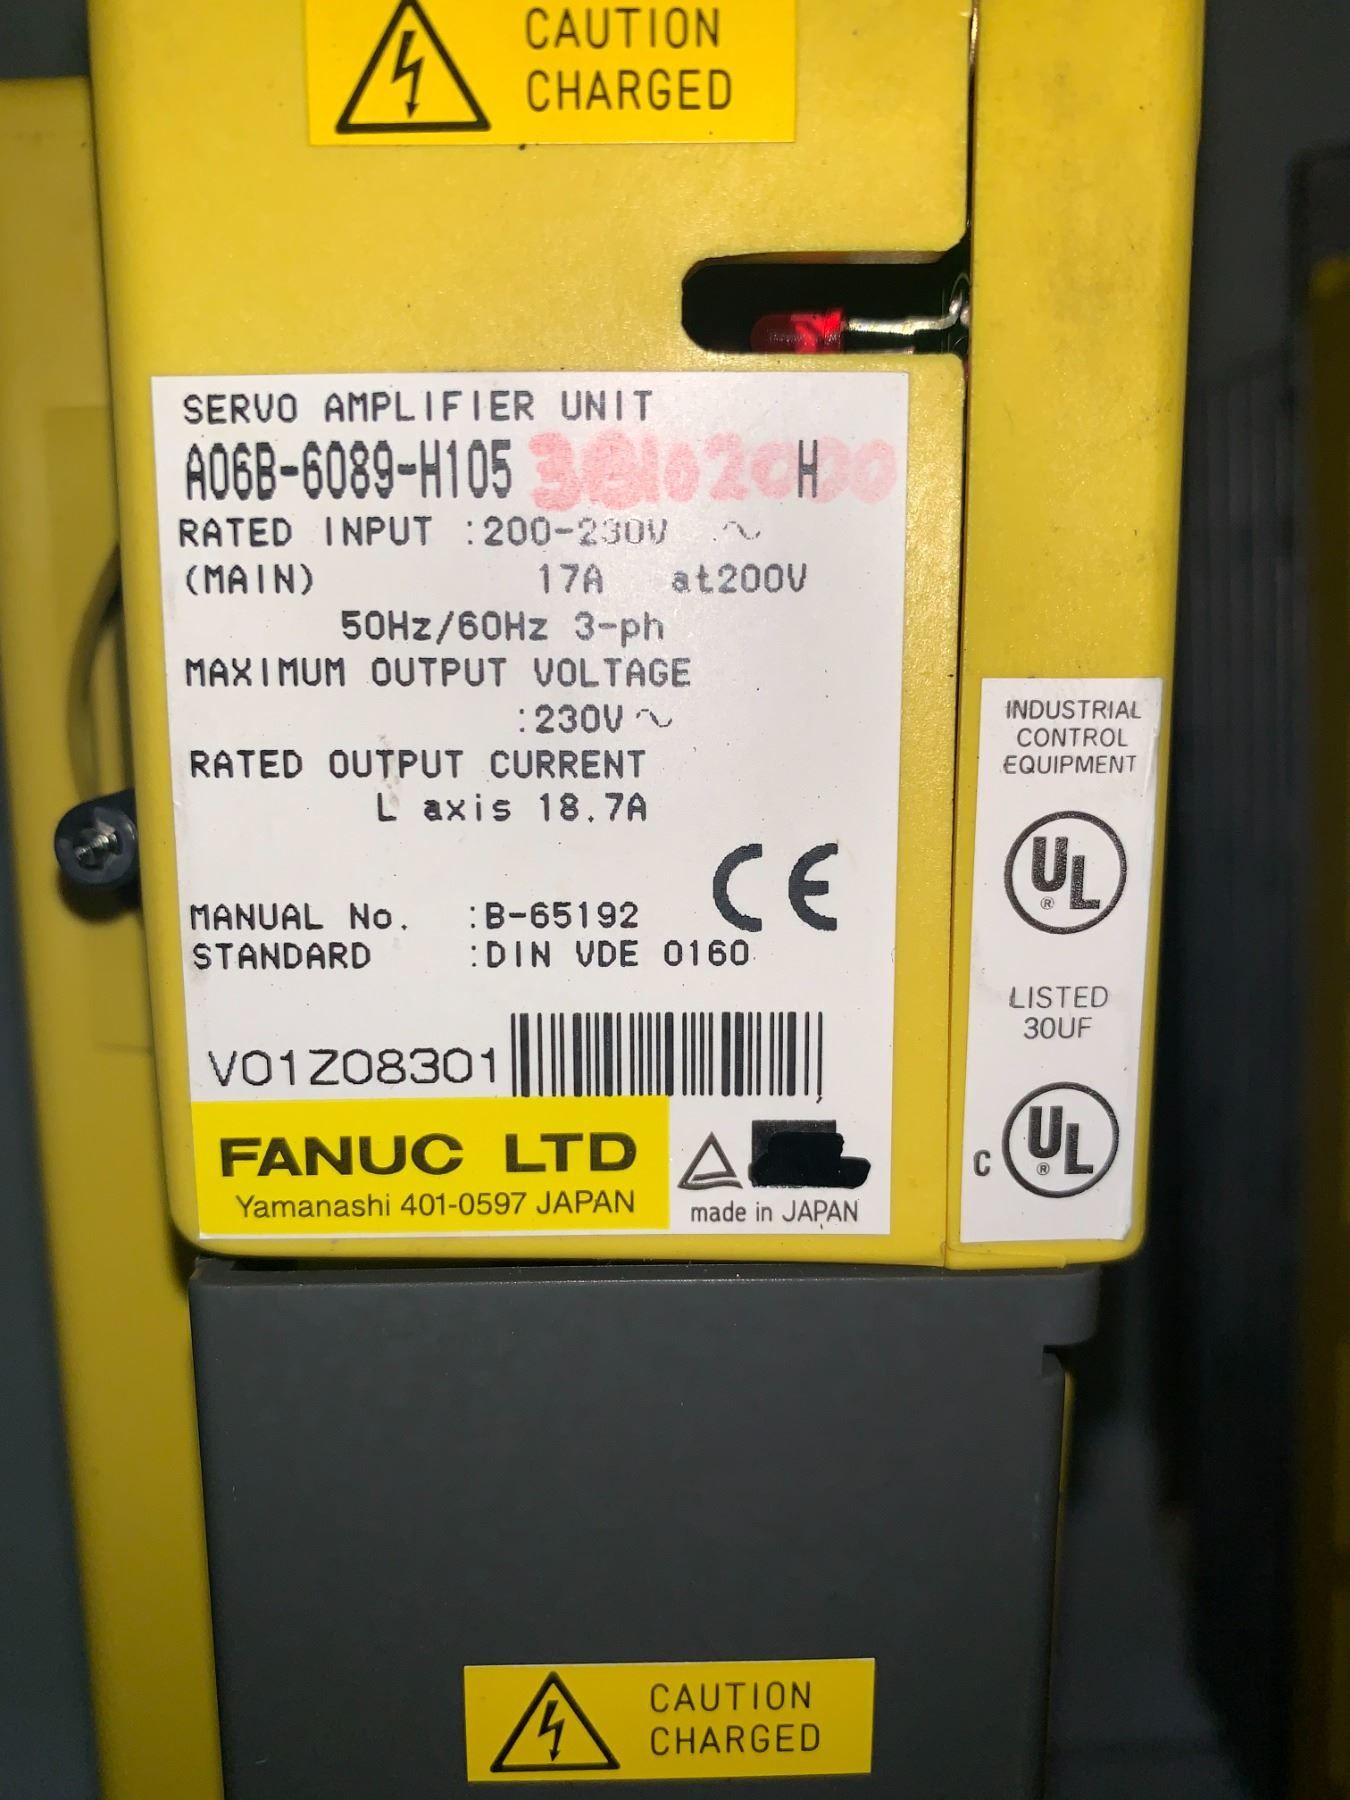 CAUTION
CHARGED
SERVO AMPLIFIER UNIT
A06B-6089-H105 H
RATED INPUT :200-230V ~
(MAIN) 17A at200V
50Hz/60Hz 3-ph
MAXIMUM OUTPUT VOLTAGE
:230V~
RATED OUTPUT CURRENT
L axis 18.7A
CE
MANUAL No. :B-65192
STANDARD :DIN VDE 0160
V01Z08301
FANUC LTD
Yamanashi 401-0597 JAPAN
made in JAPAN
INDUSTRIAL
CONTROL
EQUIPMENT
UL
®
LISTED
30UF
C UL
®
CAUTION
CHARGED